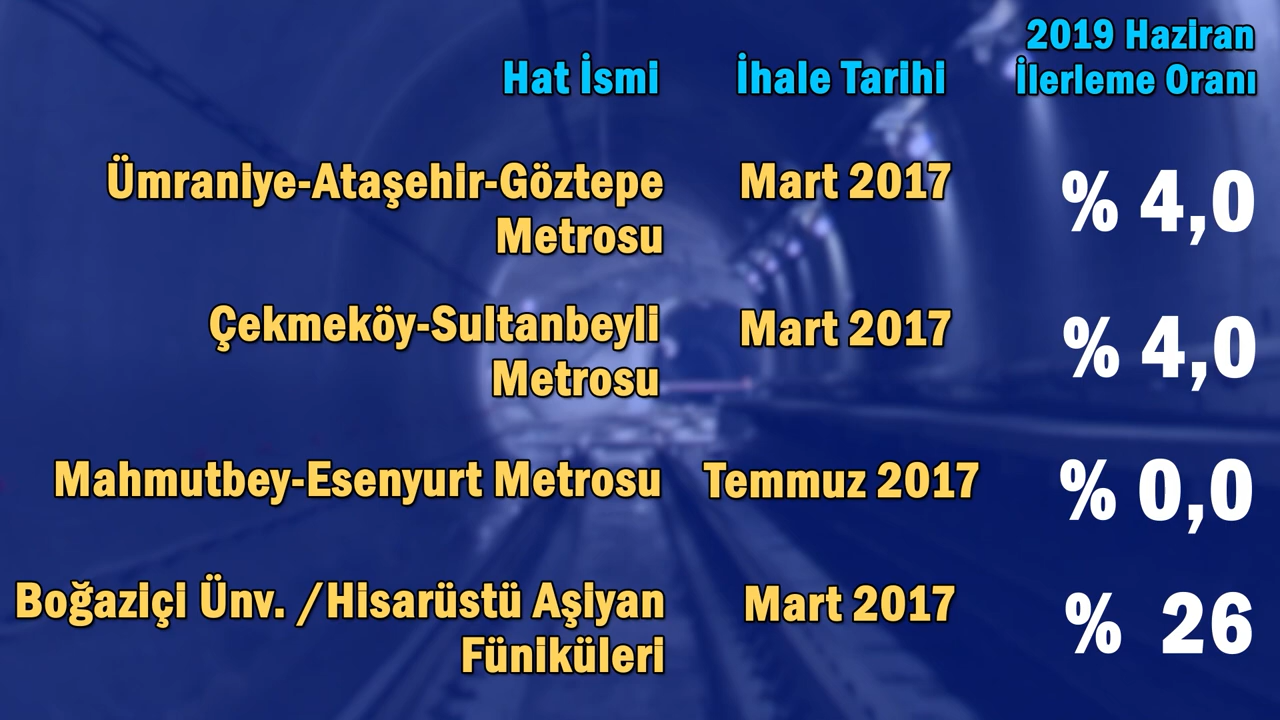 Hat İsmi İhale Tarihi 2019 Haziran
İlerleme Oranı
Ümraniye-Ataşehir-Göztepe Mart 2017 % 4,0
Metrosu
Çekmeköy-Sultanbeyli Mart 2017 % 4,0
Metrosu
Mahmutbey-Esenyurt Metrosu Temmuz 2017 % 0,0
Boğaziçi Ünv. /Hisarüstü Aşiyan Mart 2017 % 26
Füniküleri